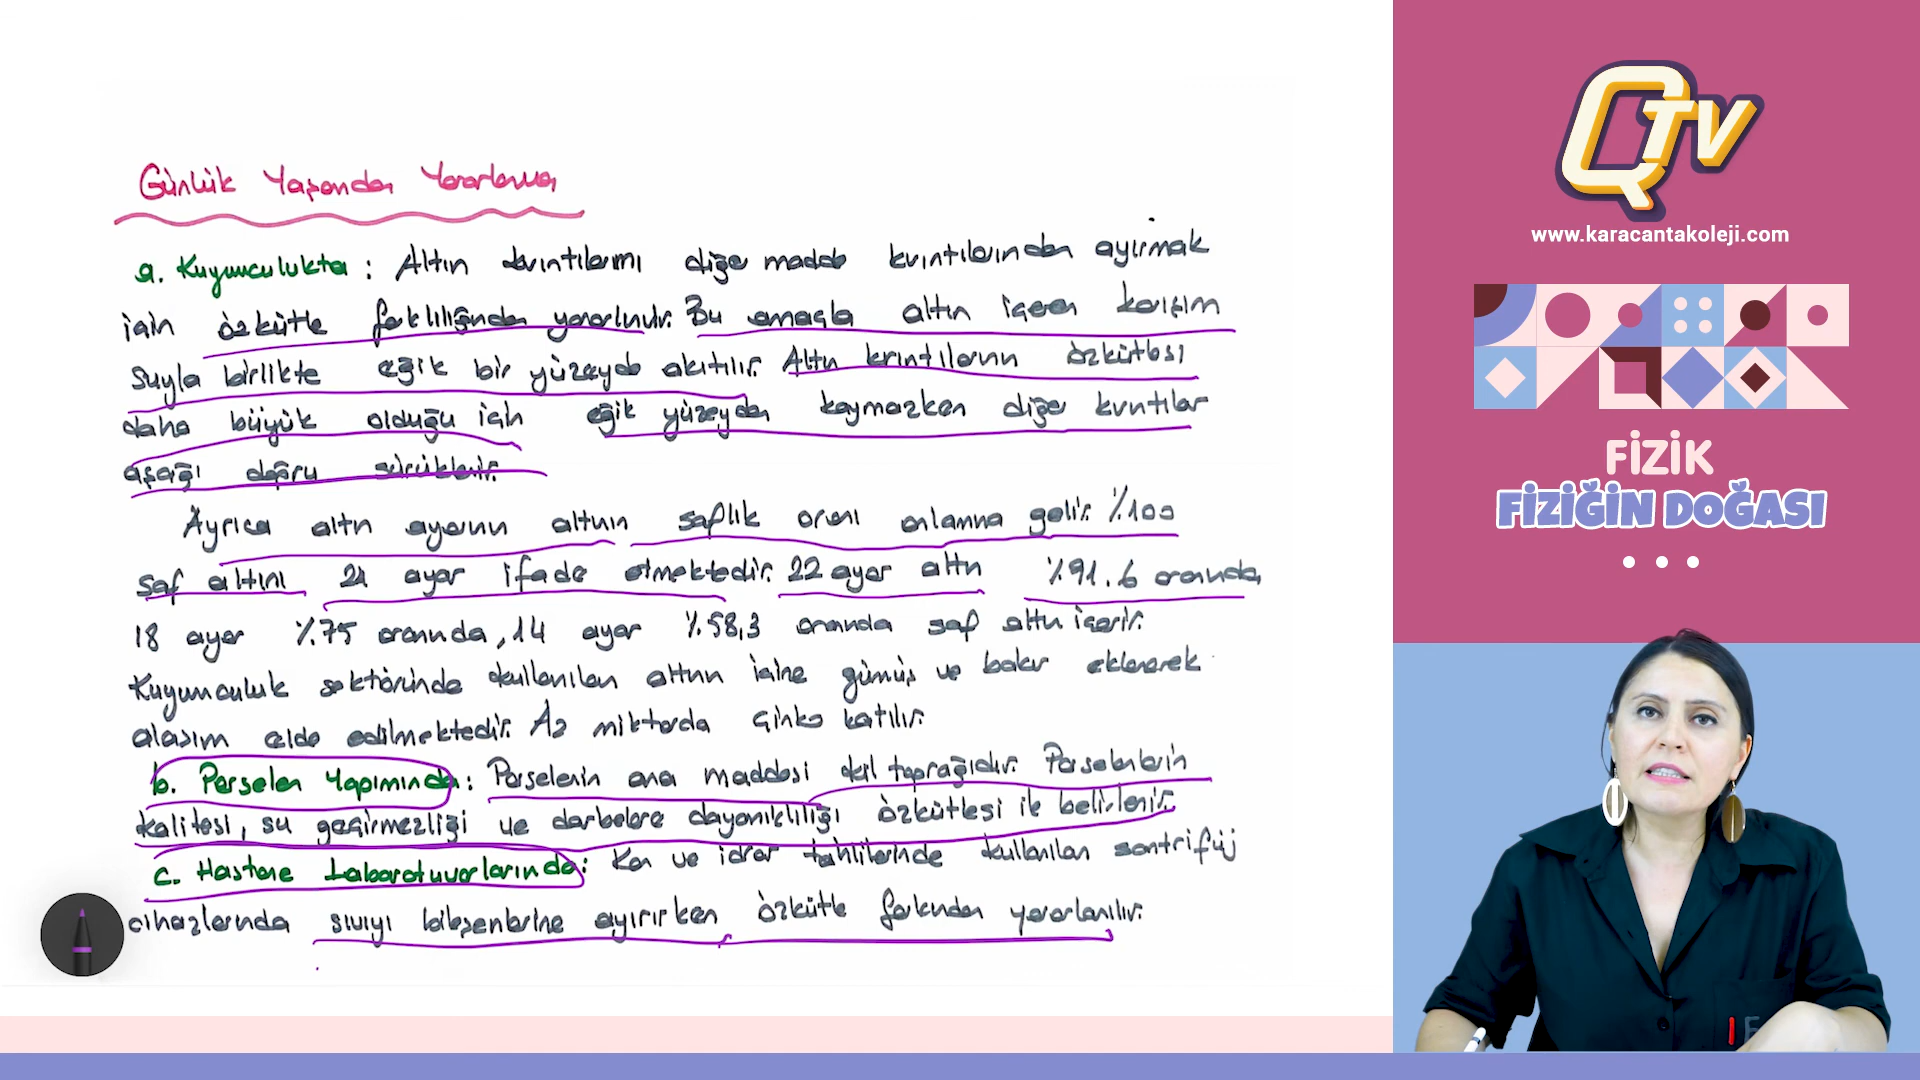 Günlük Yaşamdan Yararlanma
a. Kuyumculukta : Altın kırıntılarını diğer madde kırıntılarından ayırmak
için özkütle farklılığından yararlanılır. Bu amaçla altın içeren karışım
suyla birlikte eğik bir yüzeyde akıtılır. Altın kırıntılarının özkütlesi
daha büyük olduğu için eğik yüzeyden kaymazken diğer kırıntılar
aşağı doğru sürüklenir.
Ayrıca altın ayarının altının saflık oranı anlamına gelir. %100
saf altını 24 ayar ifade etmektedir. 22 ayar altın %91.6 oranında,
18 ayar %75 oranında, 14 ayar %58,3 oranında saf altın içerir.
Kuyumculuk sektöründe kullanılan altının içine gümüş ve bakır eklenerek
alaşım elde edilmektedir. Az miktarda çinko katılır.
b. Porselen Yapımında : Porselenin ana maddesi kil toprağıdır. Porselenlerin
kalitesi, su geçirmezliği ve darbelere dayanıklılığı özkütlesi ile belirlenir.
c. Hastane Laboratuvarlarında : Kan ve idrar tahlillerinde kullanılan santrifüj
cihazlarında sıvıyı bileşenlerine ayırırken özkütle farkından yararlanılır.
QTV
www.karacantakoleji.com
FİZİK
FİZİĞİN DOĞASI